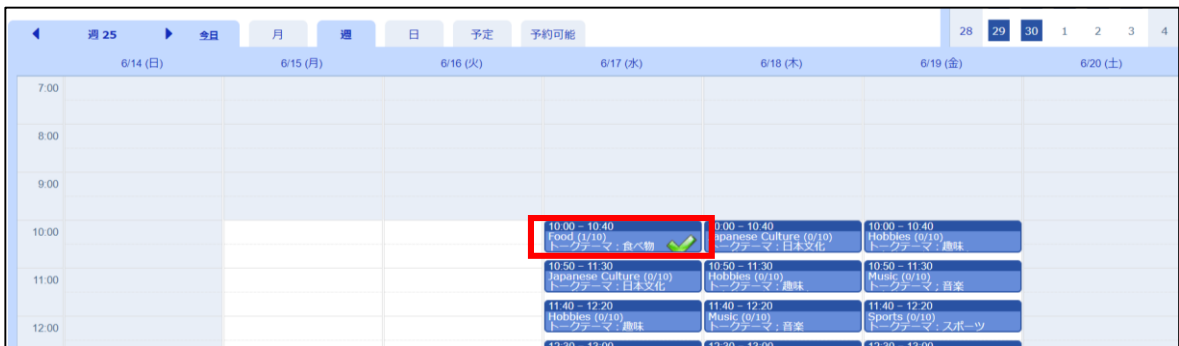 週 25 今日 月 週 日 予定 予約可能 28 29 30 1 2 3 4
6/14 (日) 6/15 (月) 6/16 (火) 6/17 (水) 6/18 (木) 6/19 (金) 6/20 (土)
7:00
8:00
9:00
10:00
10:00 – 10:40
Food (1/10)
トークテーマ : 食べ物
0:00 – 10:40
apanese Culture (0/10)
トークテーマ : 日本文化
10:00 – 10:40
Hobbies (0/10)
トークテーマ : 趣味
11:00
10:50 – 11:30
Japanese Culture (0/10)
トークテーマ : 日本文化
10:50 – 11:30
Hobbies (0/10)
トークテーマ : 趣味
10:50 – 11:30
Music (0/10)
トークテーマ ; 音楽
12:00
11:40 – 12:20
Hobbies (0/10)
トークテーマ : 趣味
11:40 – 12:20
Music (0/10)
トークテーマ ; 音楽
11:40 – 12:20
Sports (0/10)
トークテーマ : スポーツ